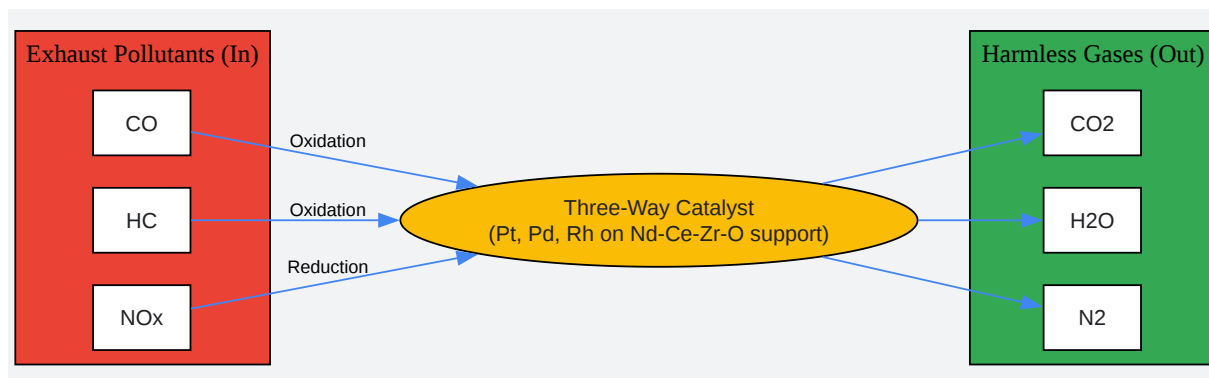 Exhaust Pollutants (In)
CO
HC
NOx
Oxidation
Oxidation
Reduction
Three-Way Catalyst
(Pt, Pd, Rh on Nd-Ce-Zr-O support)
Harmless Gases (Out)
CO2
H2O
N2